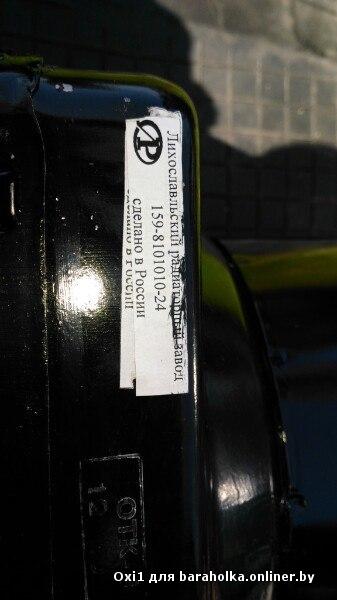 Лихославльский радиаторный завод
159-8101010-24
сделано в России
ОТК
12
Oxi1 для baraholka.onliner.by